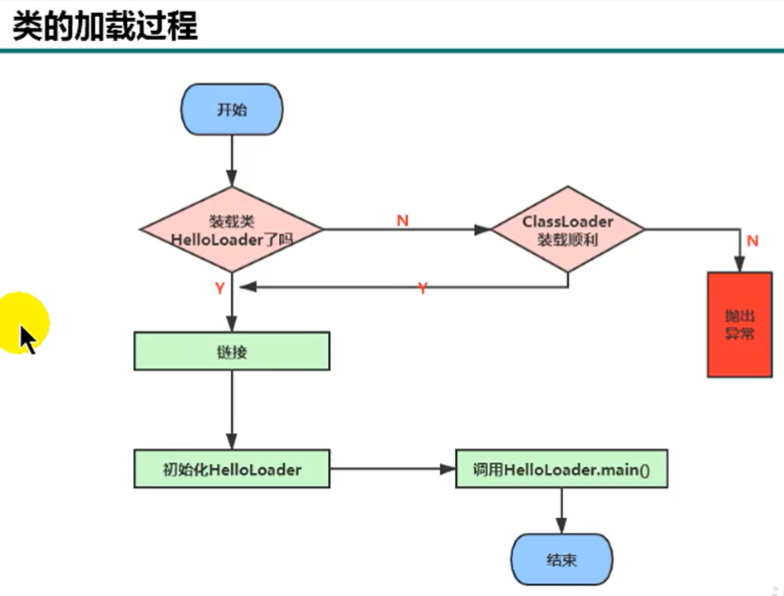 类的加载过程
开始
装载类
HelloLoader了吗
N
ClassLoader
装载顺利
N
Y
Y
抛出
异常
链接
初始化HelloLoader
调用HelloLoader.main()
结束